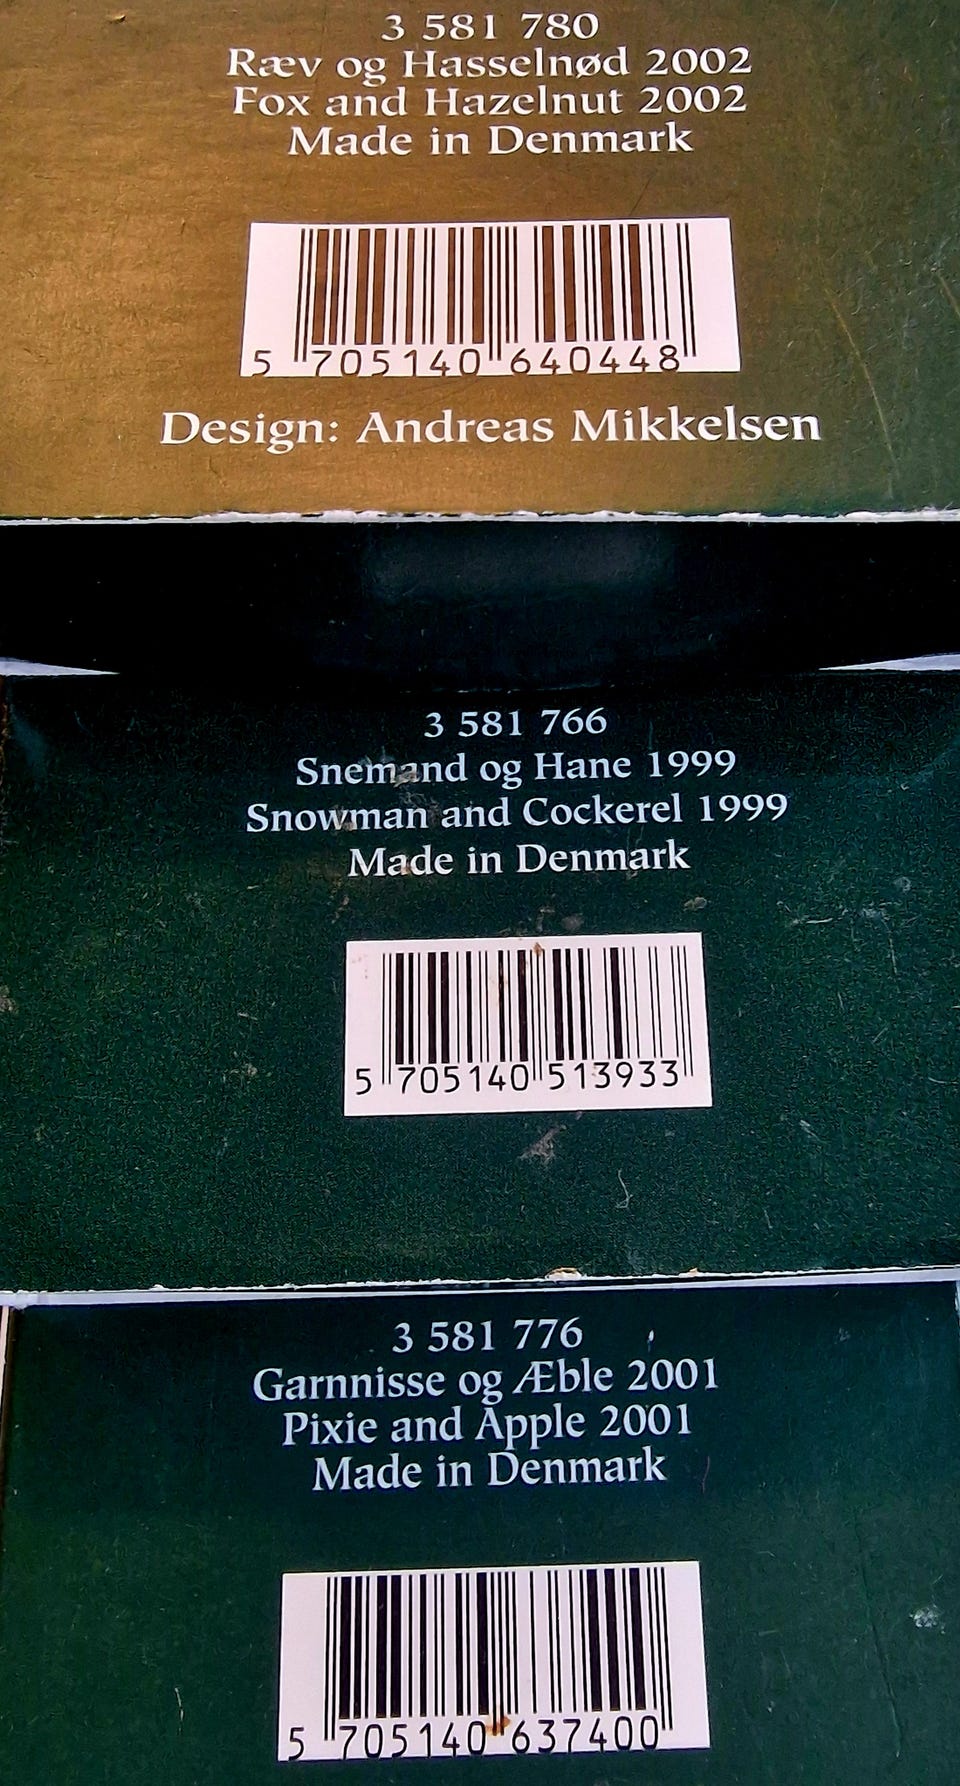 3 581 780
Ræv og Hasselnød 2002
Fox and Hazelnut 2002
Made in Denmark
5 705140 640448
Design: Andreas Mikkelsen
3 581 766
Snemand og Hane 1999
Snowman and Cockerel 1999
Made in Denmark
5 705140 513933
3 581 776
Garnnisse og Æble 2001
Pixie and Apple 2001
Made in Denmark
5 705140 637400